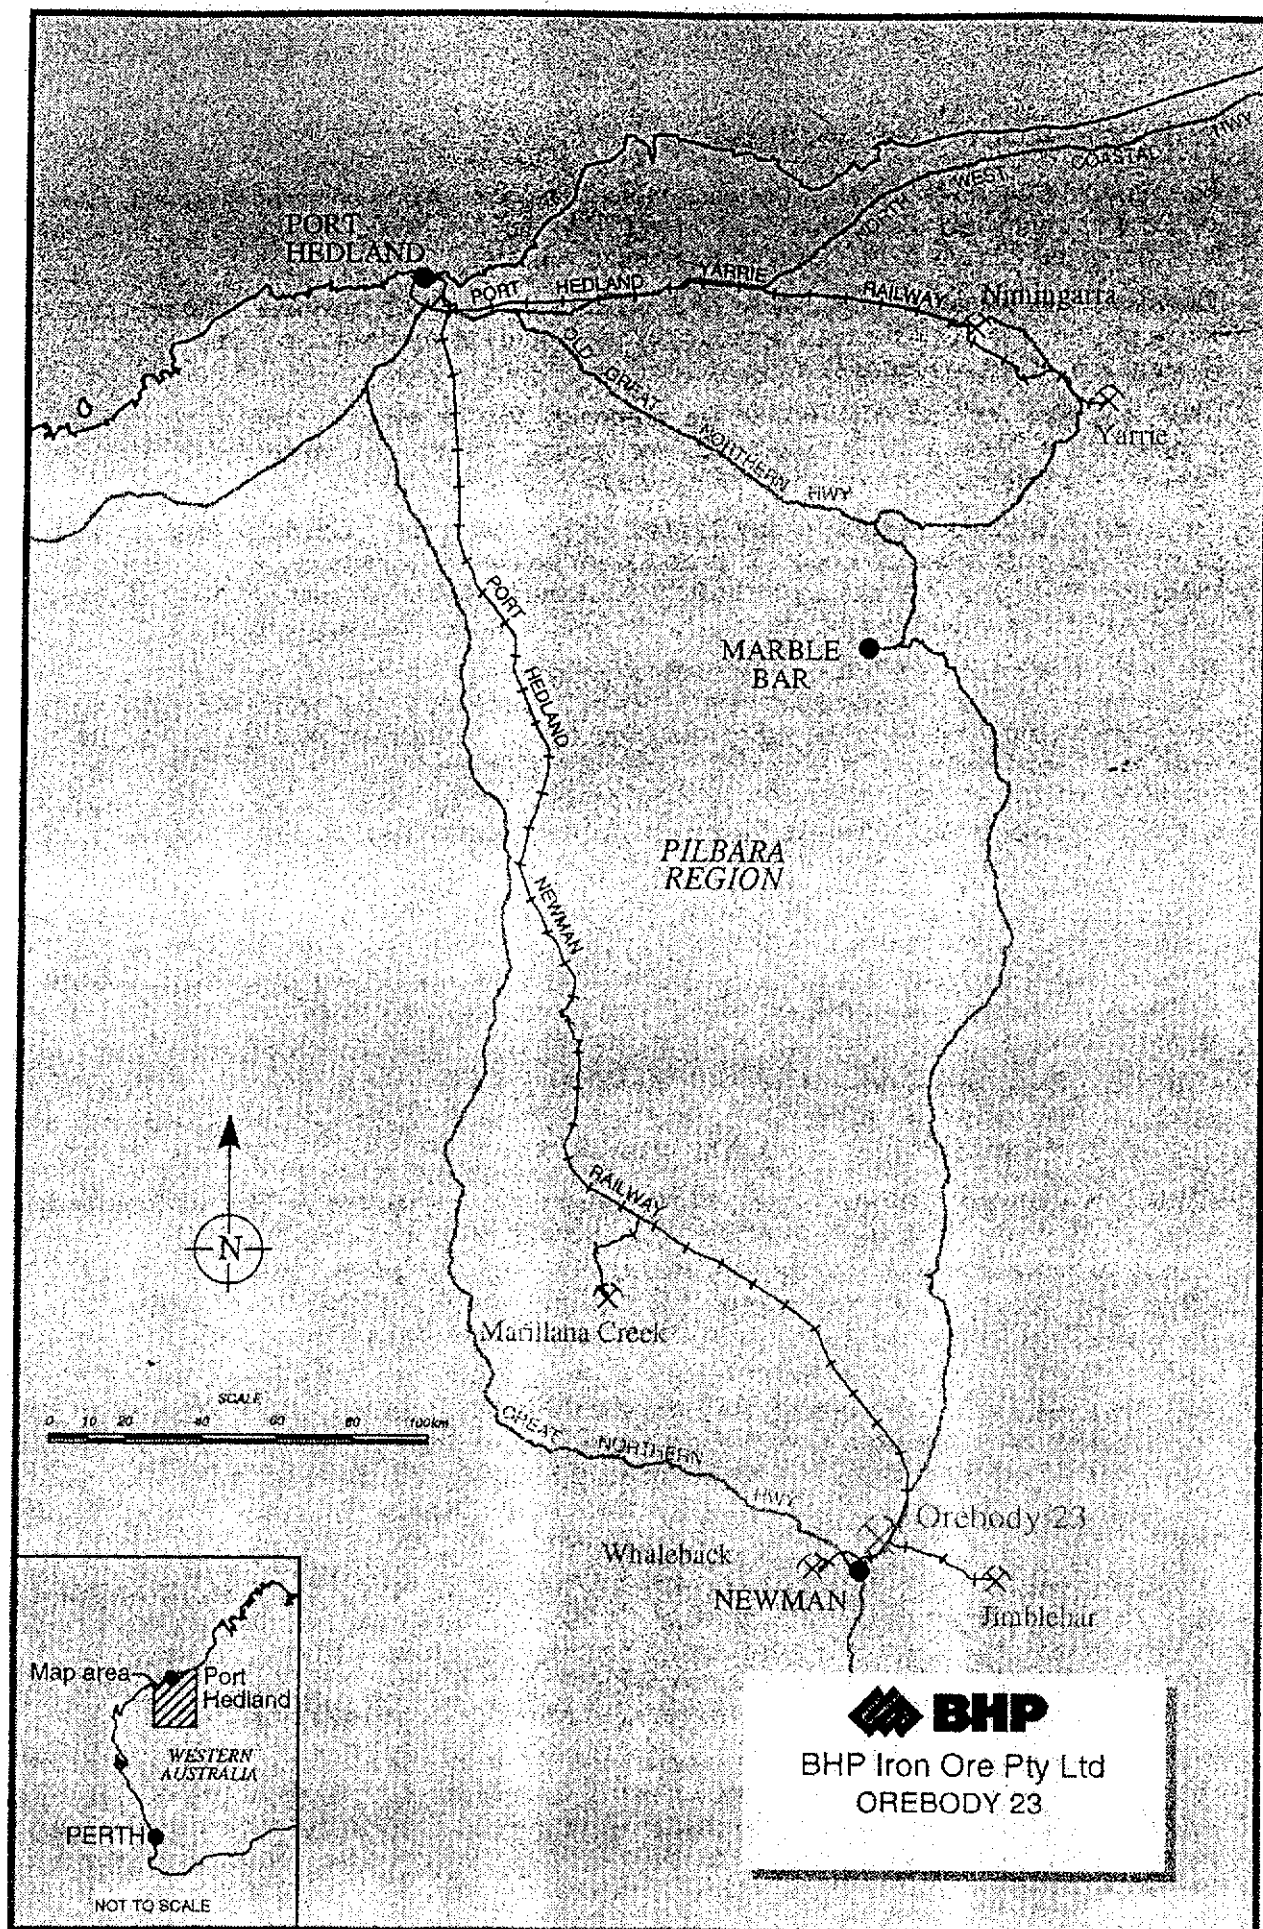 NORTH WEST COASTAL HWY
PORT
HEDLAND
PORT HEDLAND YARRIE RAILWAY
Nimingarra
OLD GREAT NORTHERN HWY
Yarrie
PORT HEDLAND NEWMAN RAILWAY
MARBLE
BAR
PILBARA
REGION
N
Marillana Creek
SCALE
0 10 20 40 60 80 100km
GREAT NORTHERN HWY
Orebody 23
Whaleback
NEWMAN
Jimblebar
Map area
Port
Hedland
WESTERN
AUSTRALIA
PERTH
NOT TO SCALE
BHP
BHP Iron Ore Pty Ltd
OREBODY 23